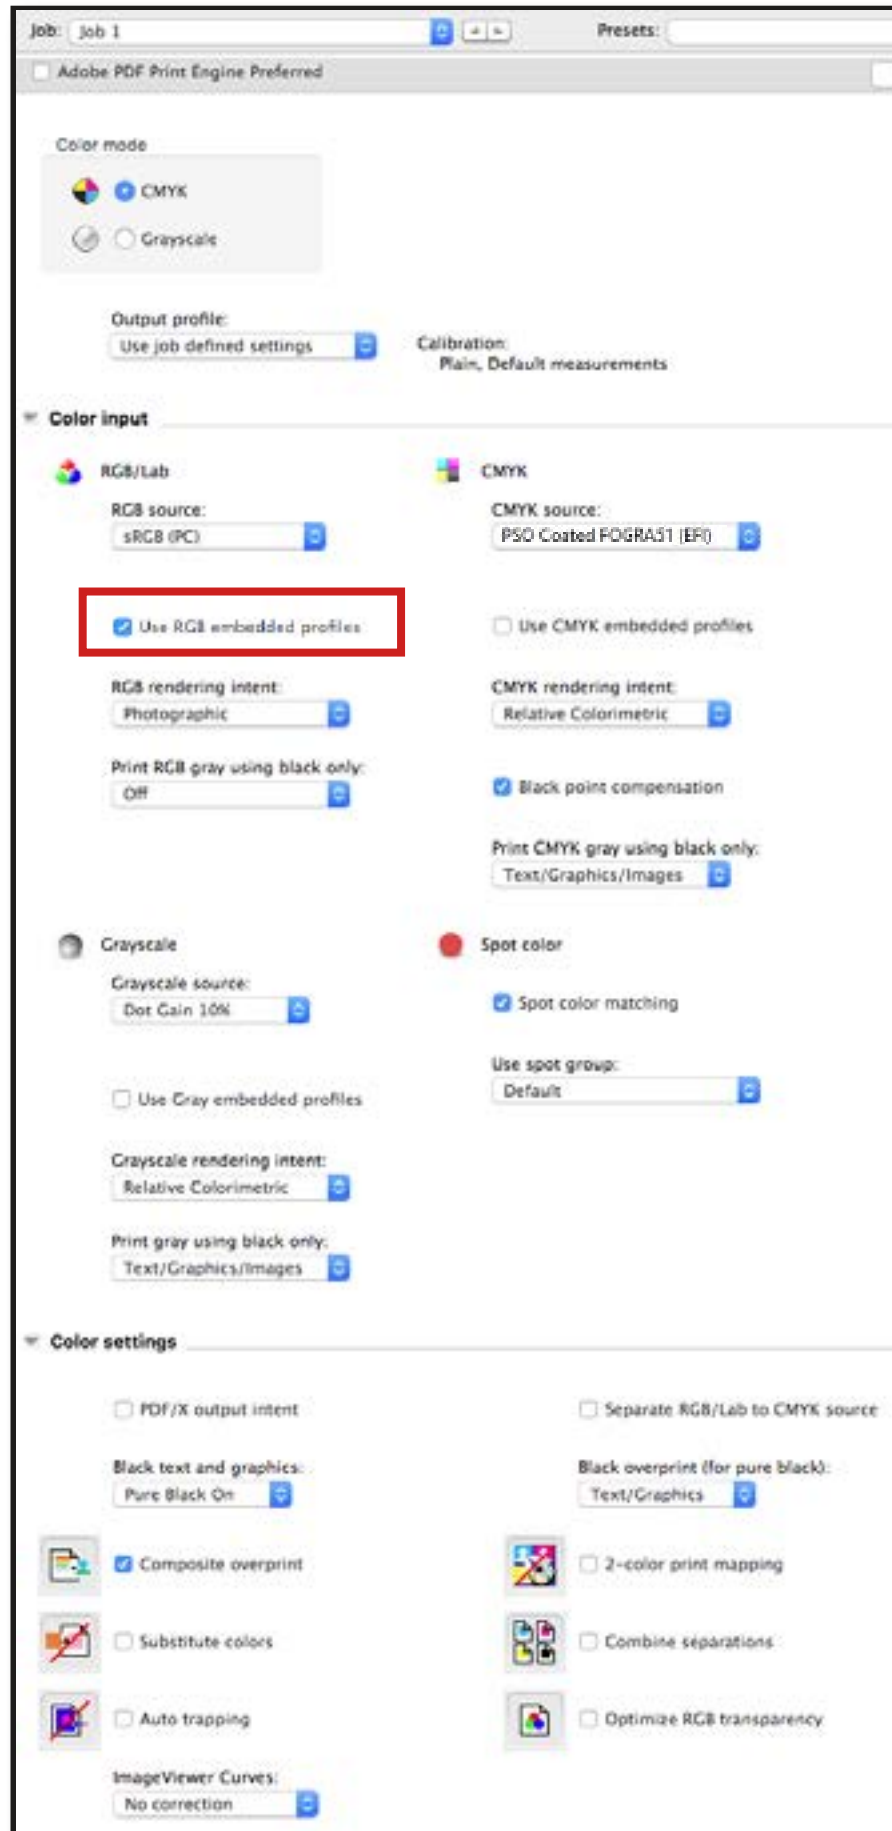 Job: Job 1 Presets:
Adobe PDF Print Engine Preferred
Color mode
CMYK
Grayscale
Output profile:
Use job defined settings
Calibration:
Plain, Default measurements
Color input
RGB/Lab
RGB source:
sRGB (PC)
Use RGB embedded profiles
RGB rendering intent:
Photographic
Print RGB gray using black only:
Off
CMYK
CMYK source:
PSO Coated FOGRA51 (EFI)
Use CMYK embedded profiles
CMYK rendering intent:
Relative Colorimetric
Black point compensation
Print CMYK gray using black only:
Text/Graphics/Images
Grayscale
Grayscale source:
Dot Gain 10%
Use Gray embedded profiles
Grayscale rendering intent:
Relative Colorimetric
Print gray using black only:
Text/Graphics/Images
Spot color
Spot color matching
Use spot group:
Default
Color settings
PDF/X output intent
Separate RGB/Lab to CMYK source
Black text and graphics:
Pure Black On
Black overprint (for pure black):
Text/Graphics
Composite overprint
2-color print mapping
Substitute colors
Combine separations
Auto trapping
Optimize RGB transparency
ImageViewer Curves:
No correction